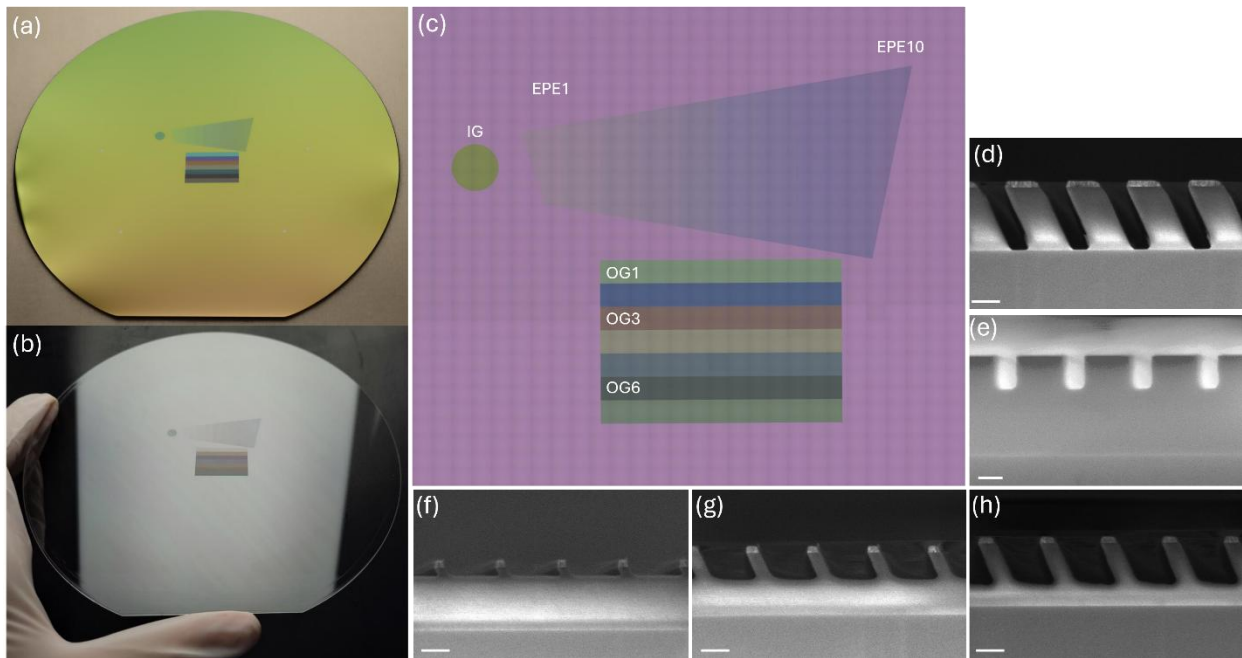 (a)
(b)
(c)
EPE10
EPE1
IG
OG1
OG3
OG6
(d)
(e)
(f)
(g)
(h)